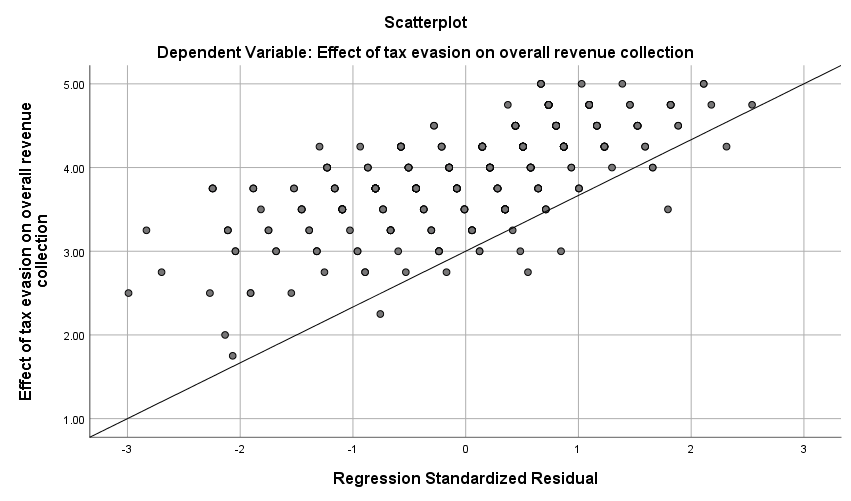 Scatterplot
Dependent Variable: Effect of tax evasion on overall revenue collection
Effect of tax evasion on overall revenue
collection
5.00
4.00
3.00
2.00
1.00
-3
-2
-1
0
1
2
3
Regression Standardized Residual